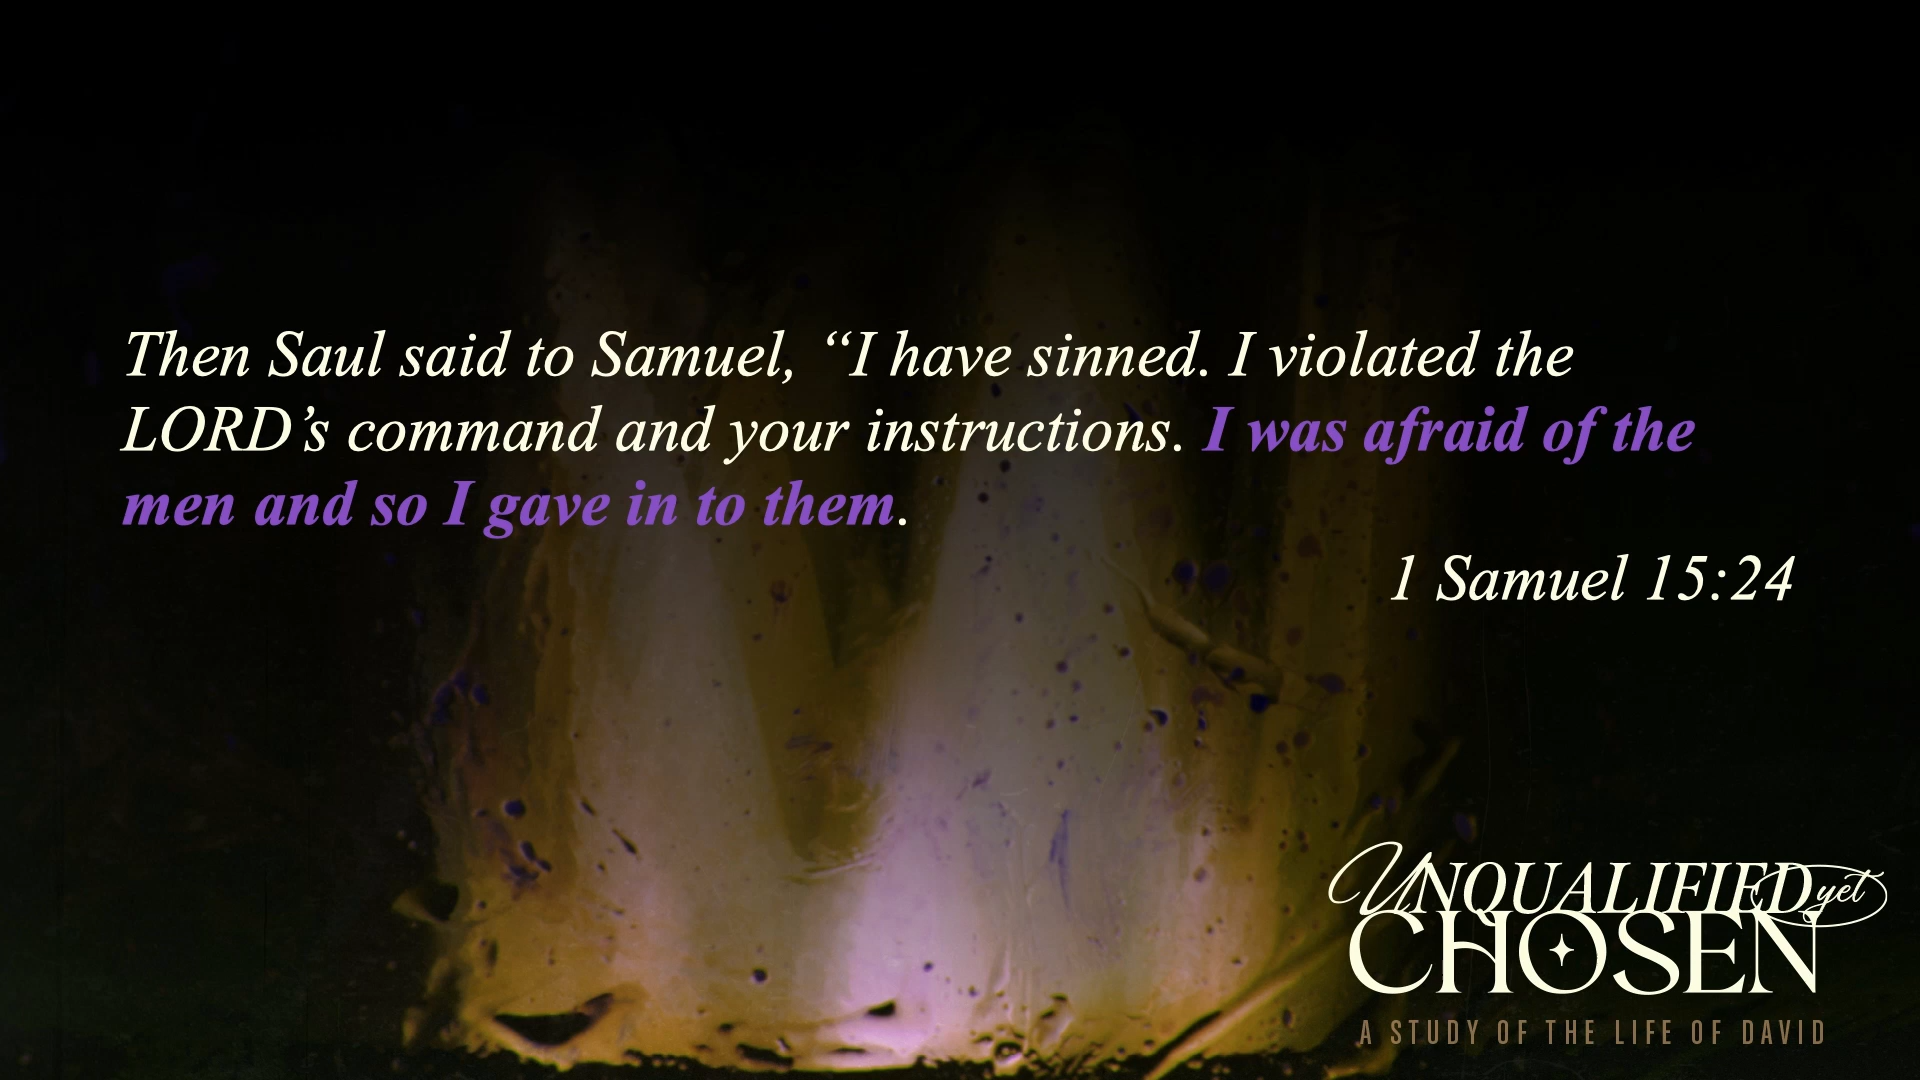 Then Saul said to Samuel, “I have sinned. I violated the
LORD’s command and your instructions. I was afraid of the
men and so I gave in to them.
1 Samuel 15:24
UNQUALIFIED yet
CHOSEN
A STUDY OF THE LIFE OF DAVID